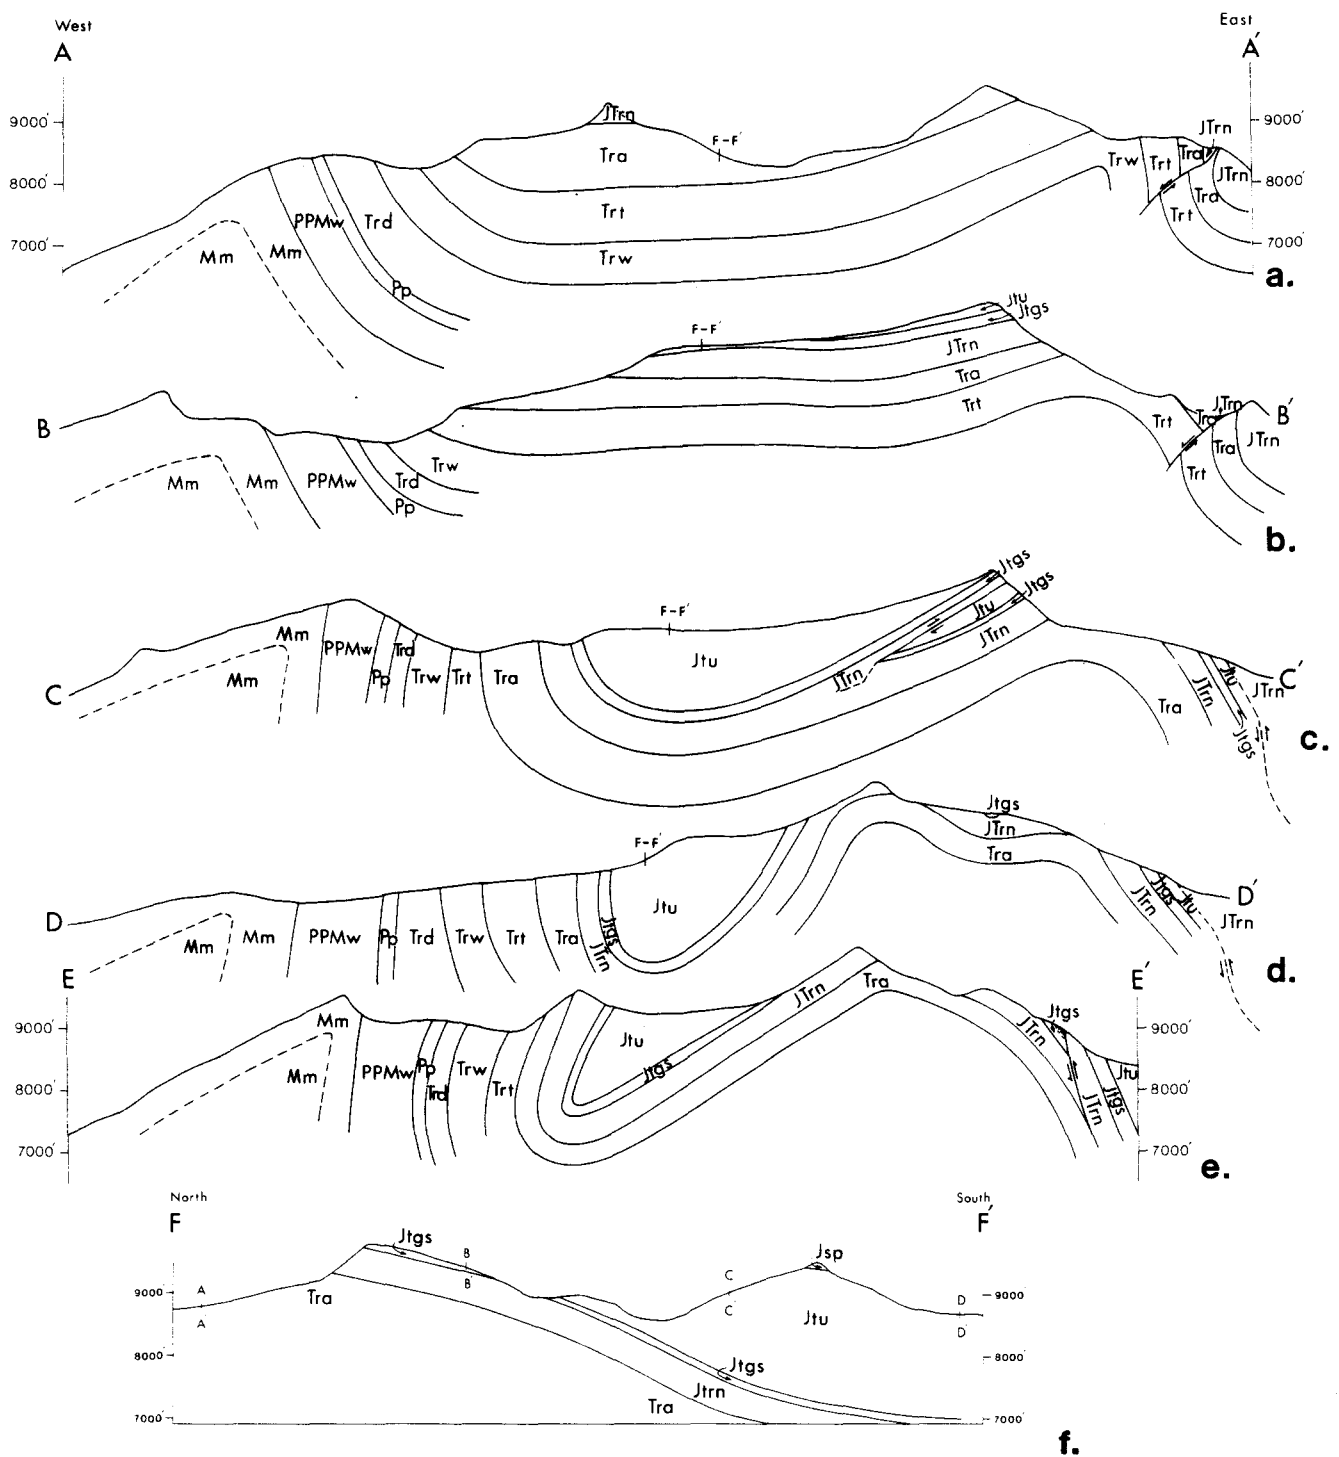 West East
A A′
9000′ JTrn F–F′ JTrn 9000′
Tra Trw Trt Tra
8000′ JTrn 8000′
PPMw Trd Trt Tra Trt
7000′ Mm Mm Trw 7000′
Pp a.
Jtu
Jtgs
F–F′
JTrn
Tra
B Trt Trt Tra JTrn B′
Trw JTrn
Mm Mm PPMw Trd Tra
Pp Trt
b.
Jtgs
Jtgs
F–F′ Jtu
Mm JTrn
PPMw Trd Jtu
C Mm Pp Trw Trt Tra JTrn JTrn Jtu JTrn C′
Tra
Jtgs c.
Jtgs
F–F′ JTrn
Tra
D Jtu Jtgs Jtu D′
Mm Mm PPMw Pp Trd Trw Trt Tra Jtgs JTrn JTrn JTrn
d.
E E′
Mm JTrn Tra Jtgs
9000′ JTrn 9000′
Jtu
Mm PPMw Pp Trw Jtgs Jtu
8000′ Trd Trt JTrn Jtgs 8000′
7000′ 7000′
e.
North South
F F′
Jtgs Jsp
B C
A B′
9000′ Tra C′ D 9000′
A′ Jtu D′
8000′ Jtgs 8000′
Jtrn
7000′ Tra 7000′
f.